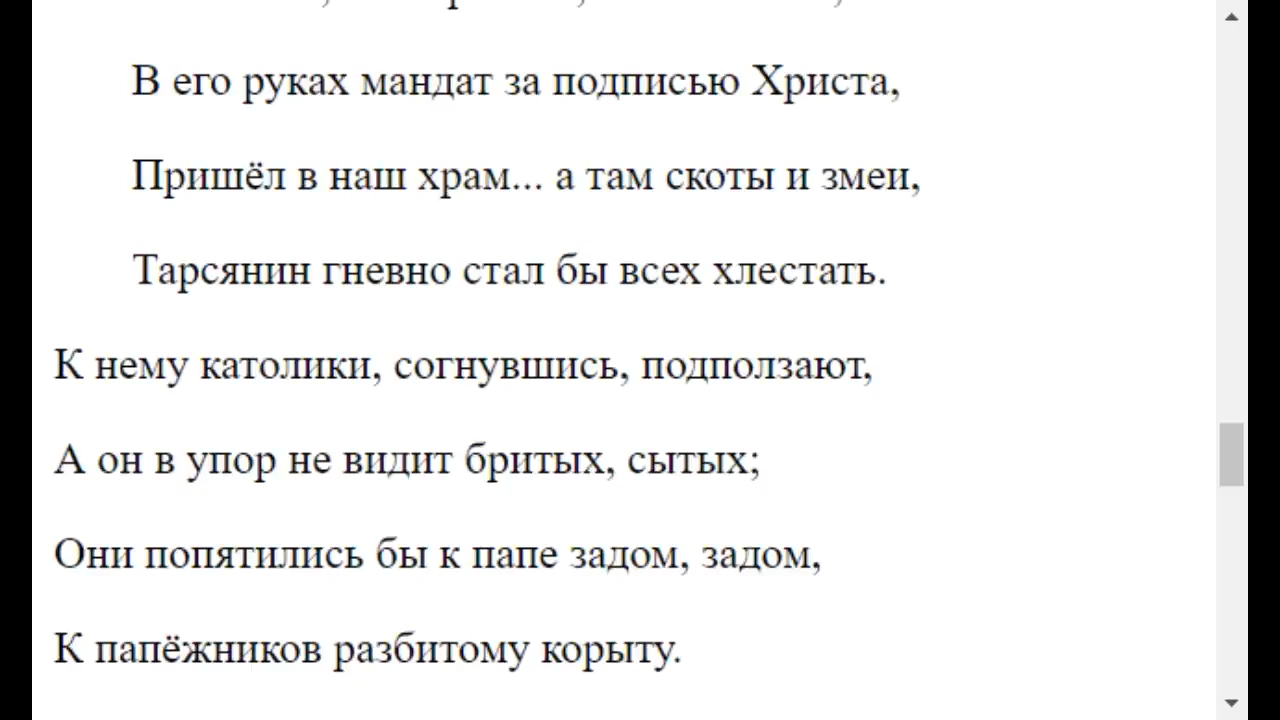 В его руках мандат за подписью Христа,
Пришёл в наш храм... а там скоты и змеи,
Тарсянин гневно стал бы всех хлестать.
К нему католики, согнувшись, подползают,
А он в упор не видит бритых, сытых;
Они попятились бы к папе задом, задом,
К папёжников разбитому корыту.